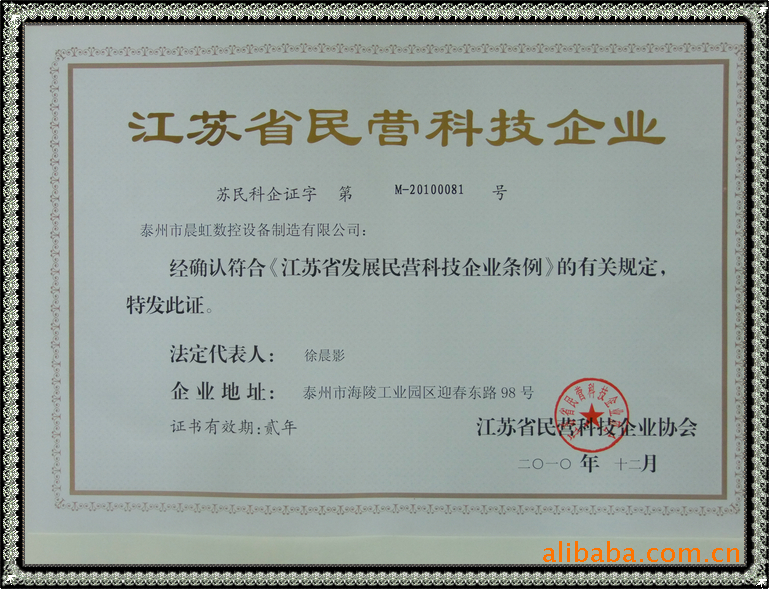 江苏省民营科技企业
苏民科企证字 第 M-20100081 号
泰州市晨虹数控设备制造有限公司：
经确认符合《江苏省发展民营科技企业条例》的有关规定，
特发此证。
法定代表人： 徐晨影
企业地址： 泰州市海陵工业园区迎春东路98号
证书有效期：贰年
江苏省民营科技企业协会
二○一○年 十二月
alibaba.com.cn